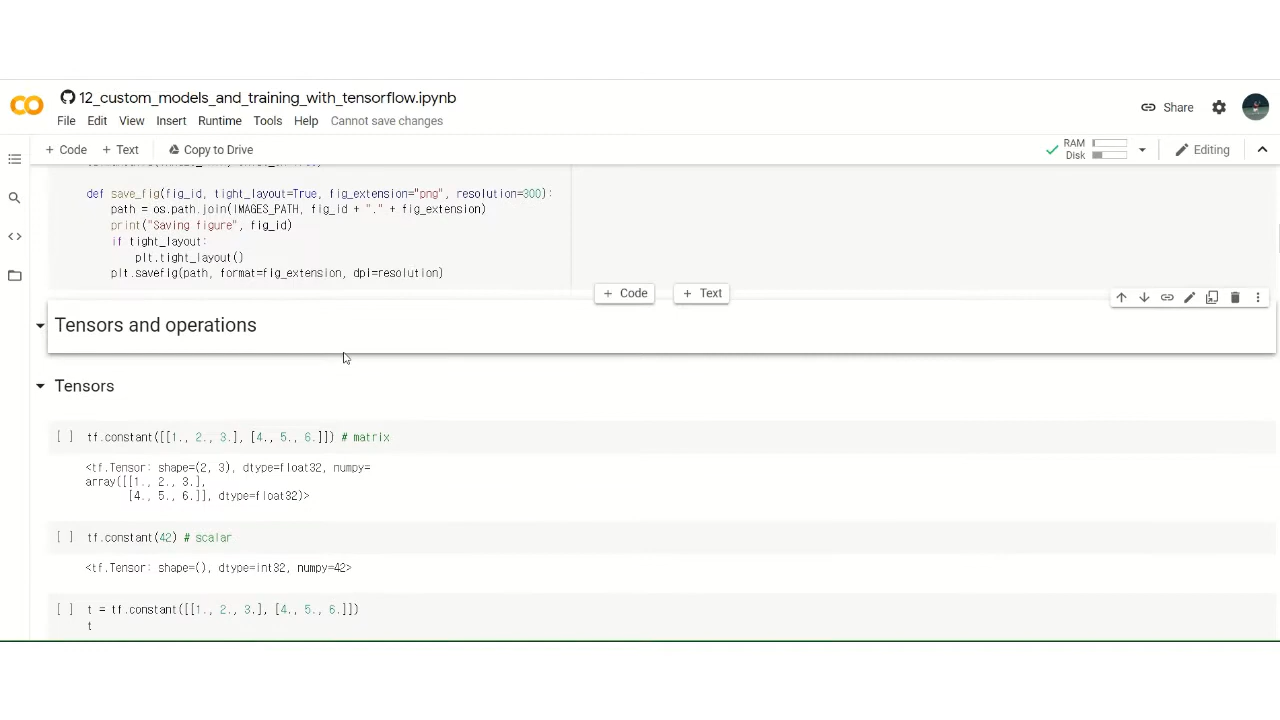 12_custom_models_and_training_with_tensorflow.ipynb
Share
File Edit View Insert Runtime Tools Help Cannot save changes
+ Code + Text Copy to Drive
RAM
Disk
Editing
def save_fig(fig_id, tight_layout=True, fig_extension="png", resolution=300):
path = os.path.join(IMAGES_PATH, fig_id + "." + fig_extension)
print("Saving figure", fig_id)
if tight_layout:
plt.tight_layout()
plt.savefig(path, format=fig_extension, dpi=resolution)
+ Code + Text
Tensors and operations
Tensors
[ ] tf.constant([[1., 2., 3.], [4., 5., 6.]]) # matrix
<tf.Tensor: shape=(2, 3), dtype=float32, numpy=
array([[1., 2., 3.],
[4., 5., 6.]], dtype=float32)>
[ ] tf.constant(42) # scalar
<tf.Tensor: shape=(), dtype=int32, numpy=42>
[ ] t = tf.constant([[1., 2., 3.], [4., 5., 6.]])
t